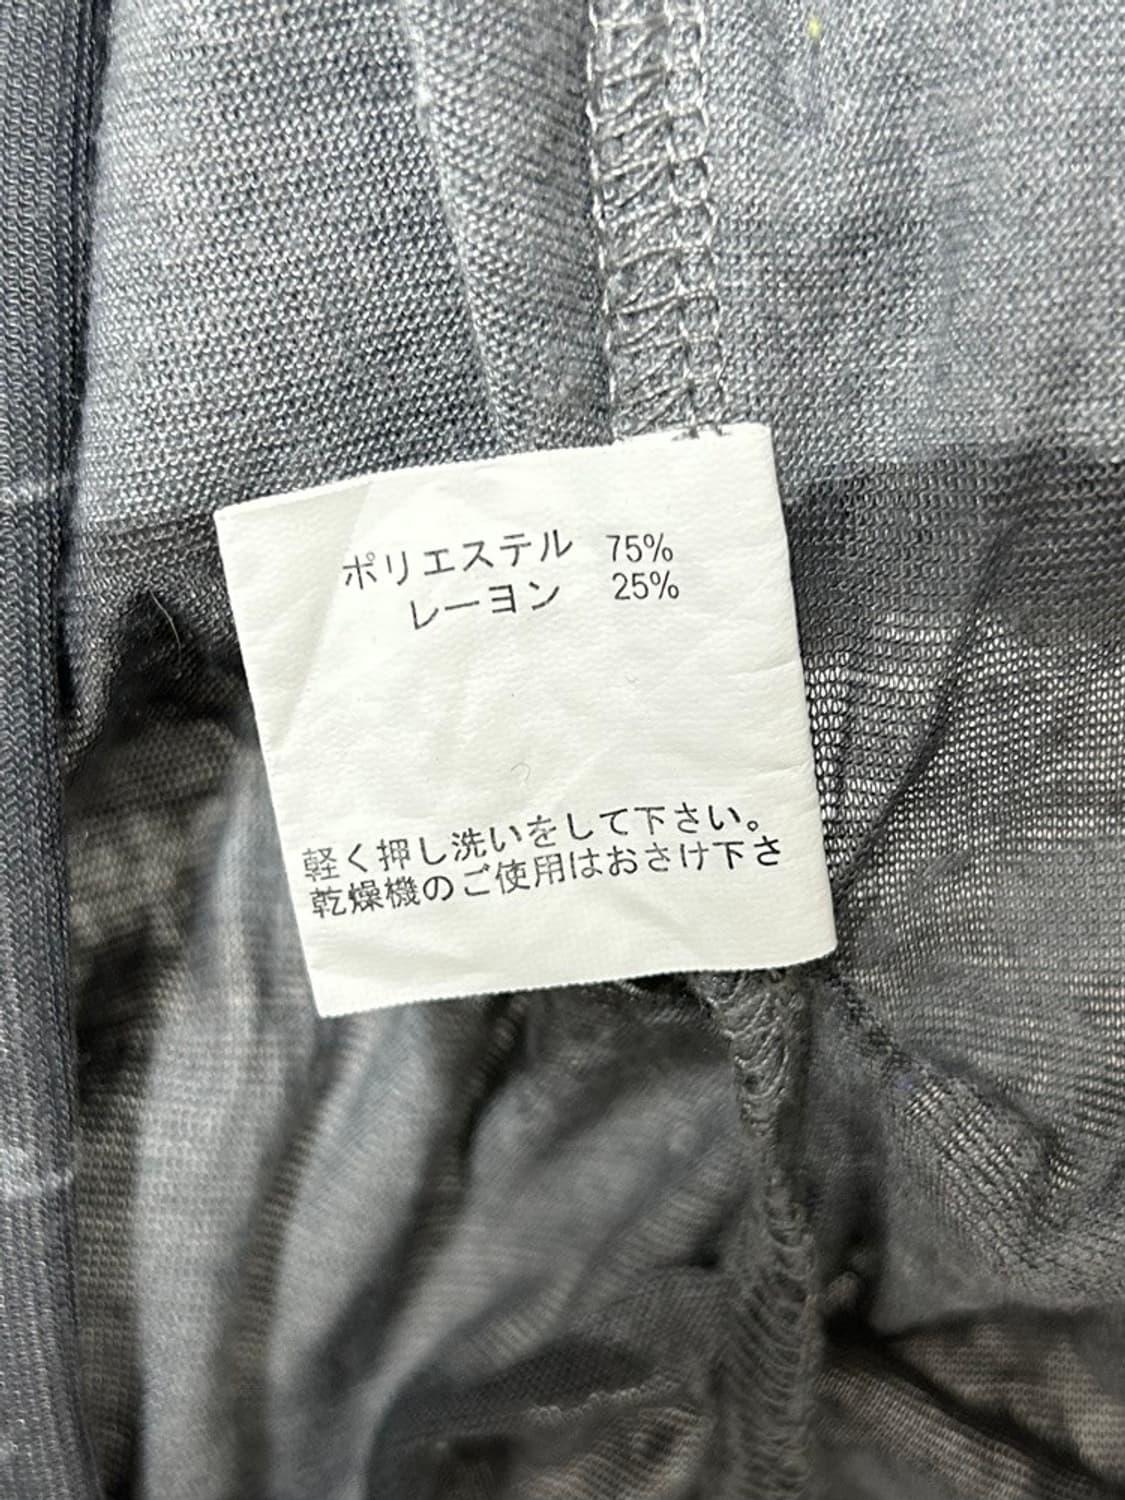 ポリエステル 75%
レーヨン 25%
軽く押し洗いをして下さい。
乾燥機のご使用はおさけ下さ